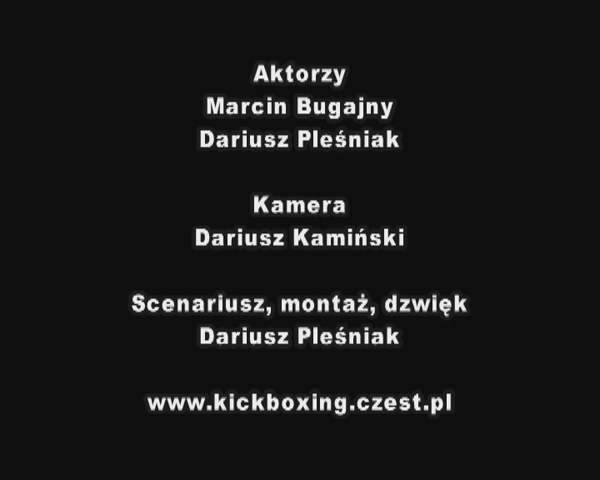 Aktorzy
Marcin Bugajny
Dariusz Pleśniak
Kamera
Dariusz Kamiński
Scenariusz, montaż, dzwięk
Dariusz Pleśniak
www.kickboxing.czest.pl